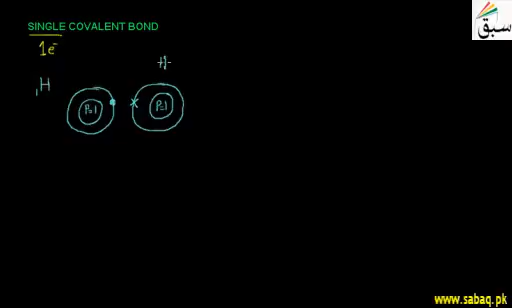 SINGLE COVALENT BOND
سبق
1e⁻
H
₁H
P=1
P=1
www.sabaq.pk